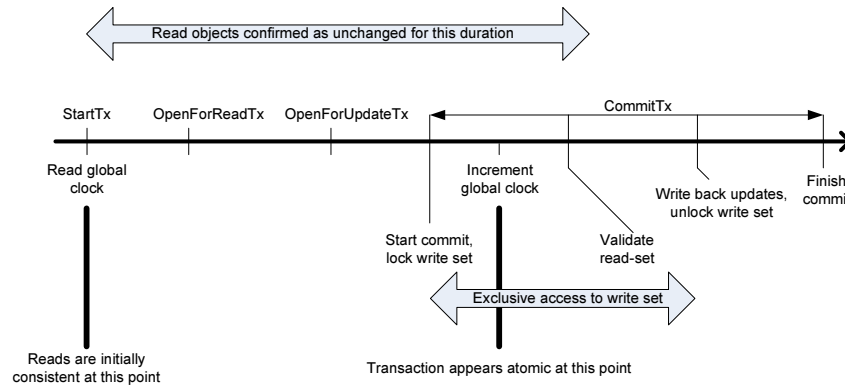 Read objects confirmed as unchanged for this duration
StartTx
OpenForReadTx
OpenForUpdateTx
CommitTx
Read global
clock
Increment
global clock
Write back updates,
unlock write set
Finish
commit
Start commit,
lock write set
Validate
read-set
Exclusive access to write set
Reads are initially
consistent at this point
Transaction appears atomic at this point